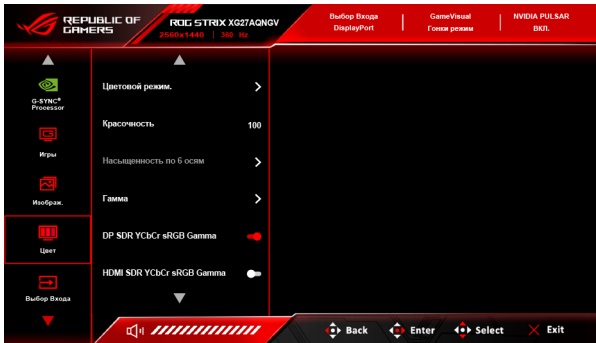 REPUBLIC OF
GAMERS
ROG STRIX XG27AQNGV
2560x1440 | 360 Hz
Выбор Входа
DisplayPort
GameVisual
Гонки режим
NVIDIA PULSAR
ВКЛ.
G-SYNC®
Processor
Игры
Изображ.
Цвет
Выбор Входа
Цветовой режим.
Красочность 100
Насыщенность по 6 осям
Гамма
DP SDR YCbCr sRGB Gamma
HDMI SDR YCbCr sRGB Gamma
Back Enter Select Exit